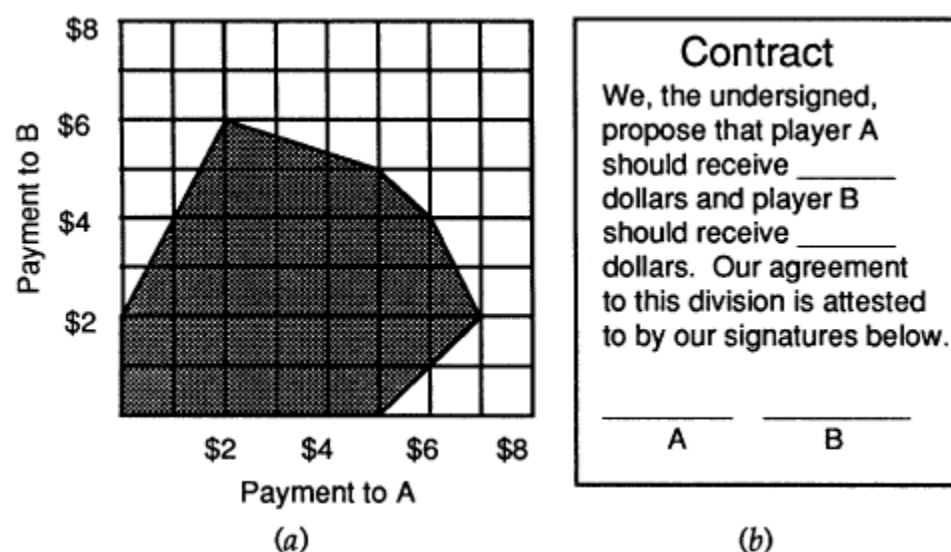 $8
$6
$4
$2
Payment to B
$2 $4 $6 $8
Payment to A
(a)
Contract
We, the undersigned,
propose that player A
should receive ______
dollars and player B
should receive ______
dollars. Our agreement
to this division is attested
to by our signatures below.
A B
(b)